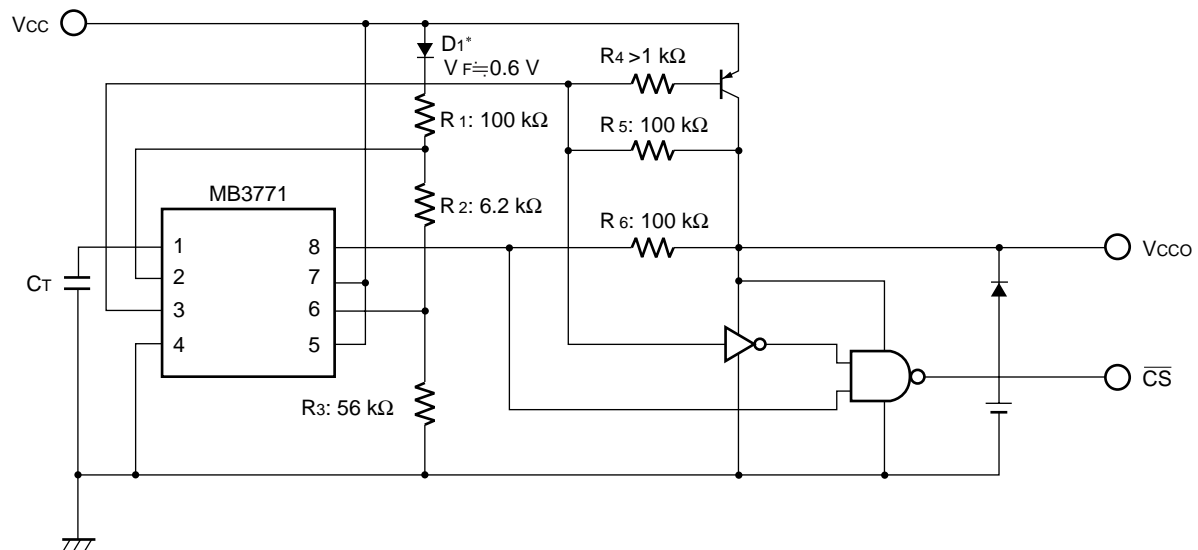 VCC
D1*
VF≒0.6 V
R4 >1 kΩ
R1: 100 kΩ
R5: 100 kΩ
MB3771
R2: 6.2 kΩ
R6: 100 kΩ
1
8
VCCO
2
7
CT
3
6
4
5
C̅S̅
R3: 56 kΩ